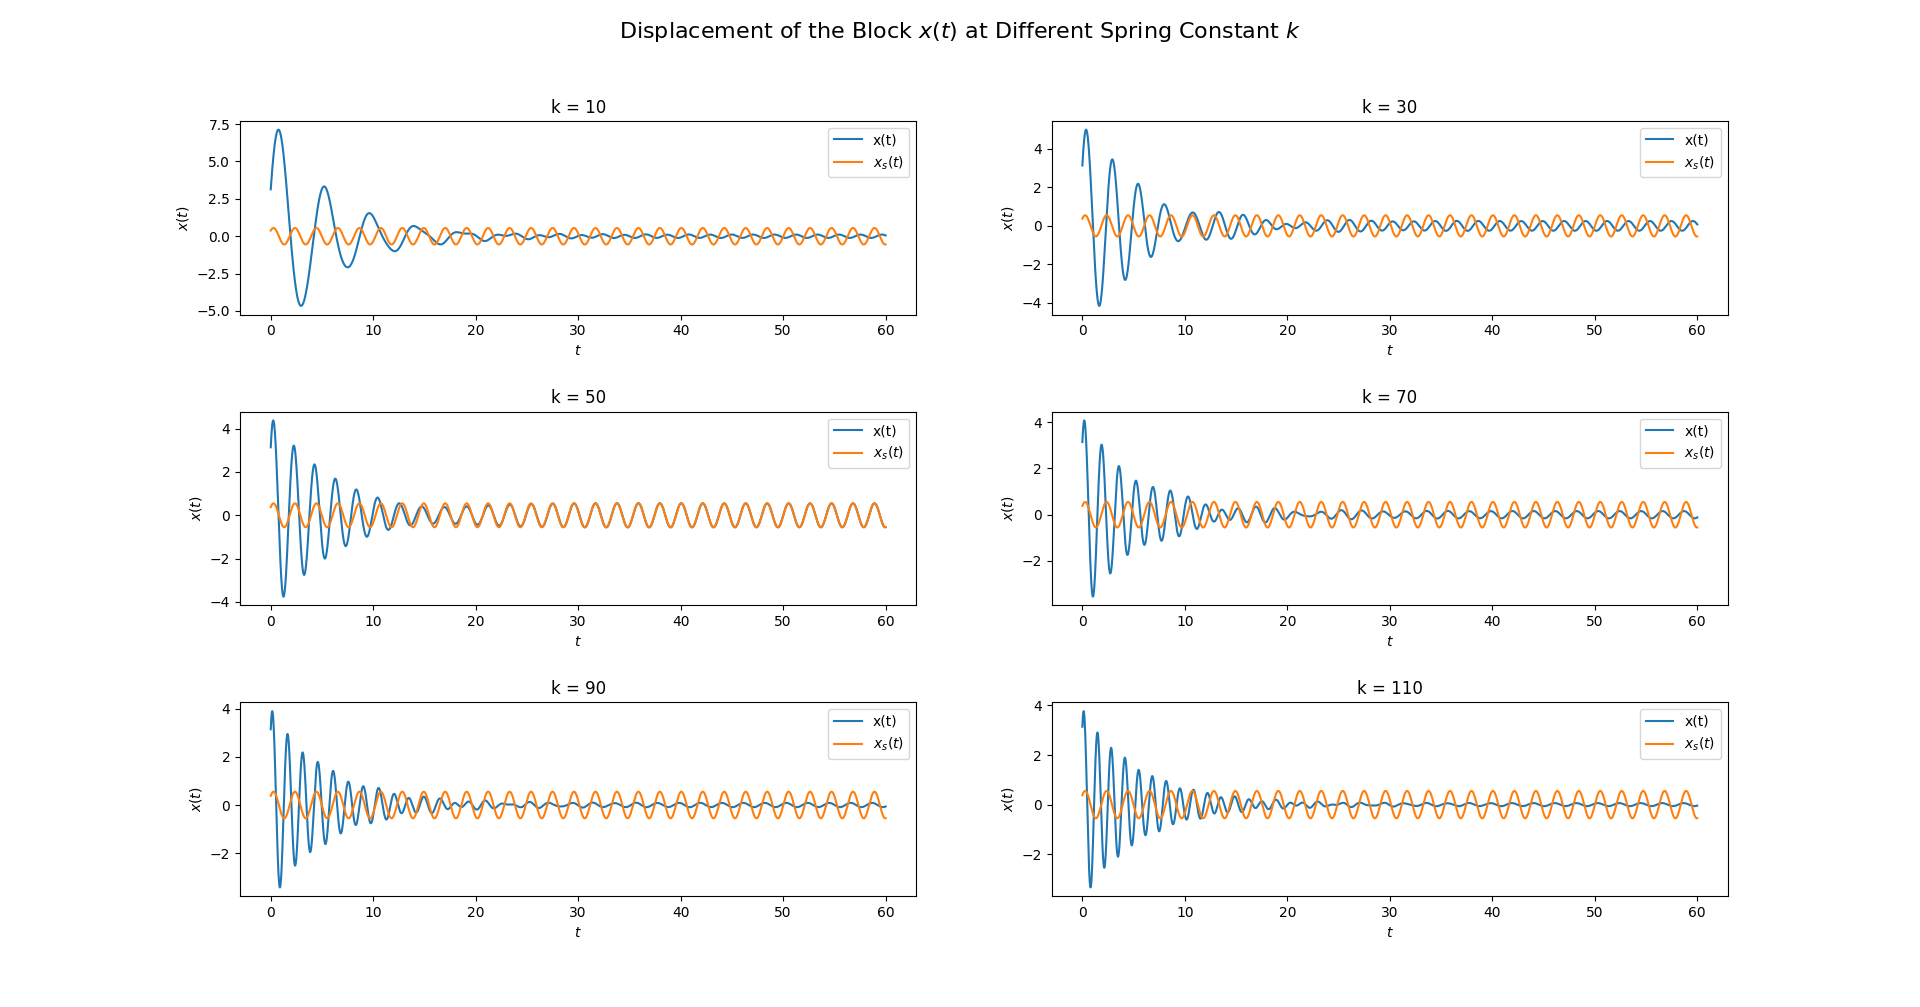 Displacement of the Block x(t) at Different Spring Constant k
k = 10
x(t)
x_s(t)
7.5
5.0
2.5
0.0
−2.5
−5.0
x(t)
0 10 20 30 40 50 60
t
k = 30
x(t)
x_s(t)
4
2
0
−2
−4
x(t)
0 10 20 30 40 50 60
t
k = 50
x(t)
x_s(t)
4
2
0
−2
−4
x(t)
0 10 20 30 40 50 60
t
k = 70
x(t)
x_s(t)
4
2
0
−2
x(t)
0 10 20 30 40 50 60
t
k = 90
x(t)
x_s(t)
4
2
0
−2
x(t)
0 10 20 30 40 50 60
t
k = 110
x(t)
x_s(t)
4
2
0
−2
x(t)
0 10 20 30 40 50 60
t